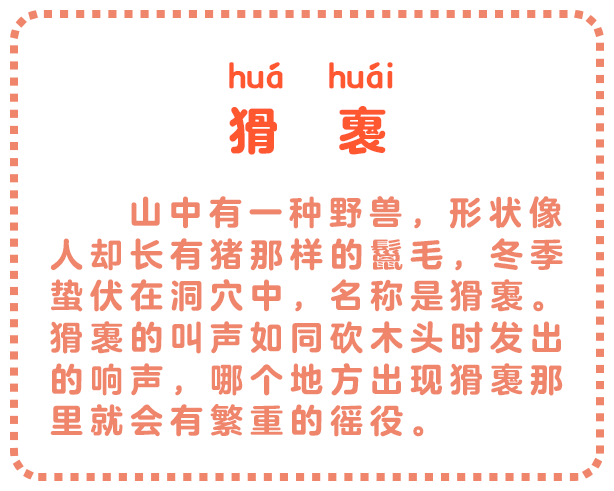 huá huái
猾褢
山中有一种野兽，形状像
人却长有猪那样的鬣毛，冬季
蛰伏在洞穴中，名称是猾褢。
猾褢的叫声如同砍木头时发出
的响声，哪个地方出现猾褢那
里就会有繁重的徭役。